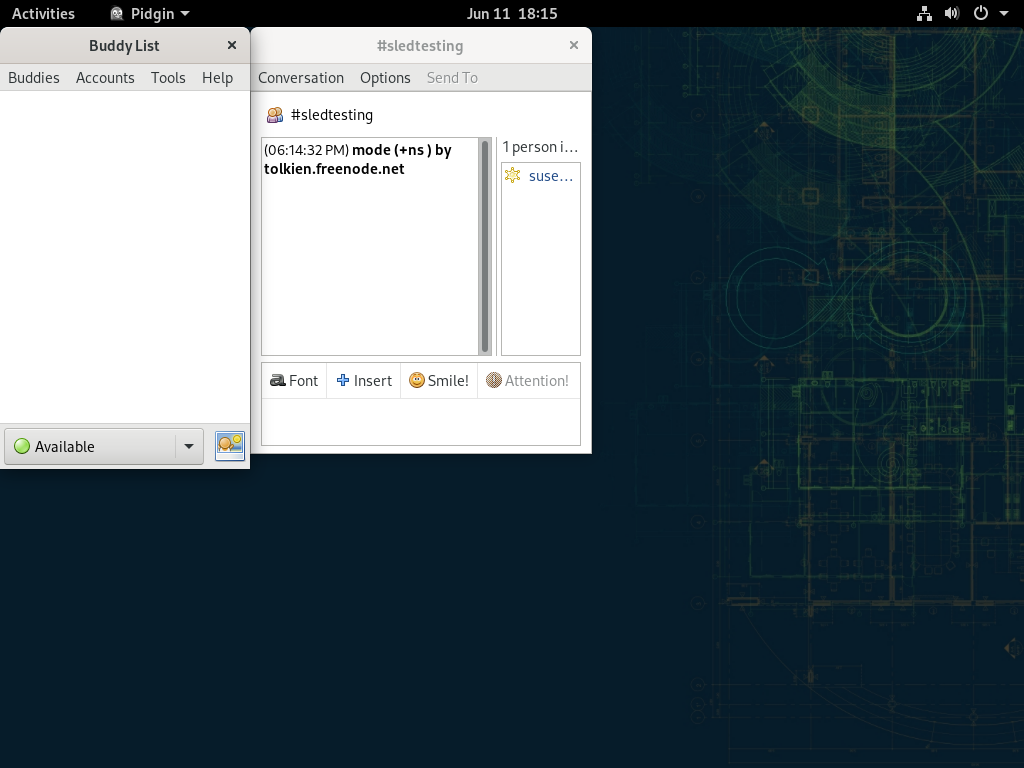 Activities Pidgin Jun 11 18:15
Buddy List
Buddies Accounts Tools Help
Available
#sledtesting
Conversation Options Send To
#sledtesting
(06:14:32 PM) mode (+ns ) by
tolkien.freenode.net
1 person i...
suse...
Font Insert Smile! Attention!